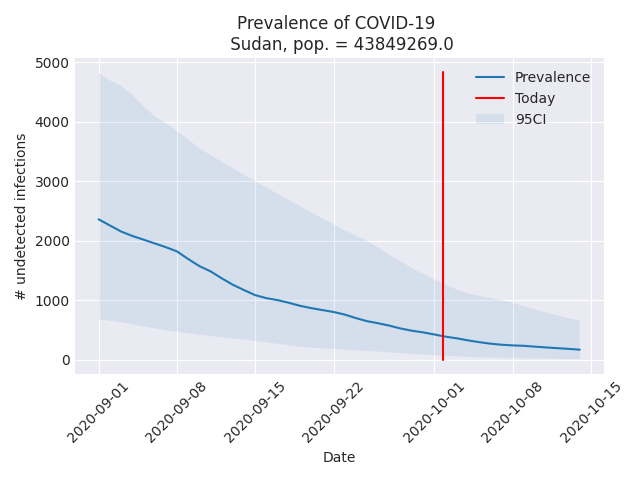 Prevalence of COVID-19
Sudan, pop. = 43849269.0
# undetected infections
5000
4000
3000
2000
1000
0
Prevalence
Today
95CI
2020-09-01
2020-09-08
2020-09-15
2020-09-22
2020-10-01
2020-10-08
2020-10-15
Date